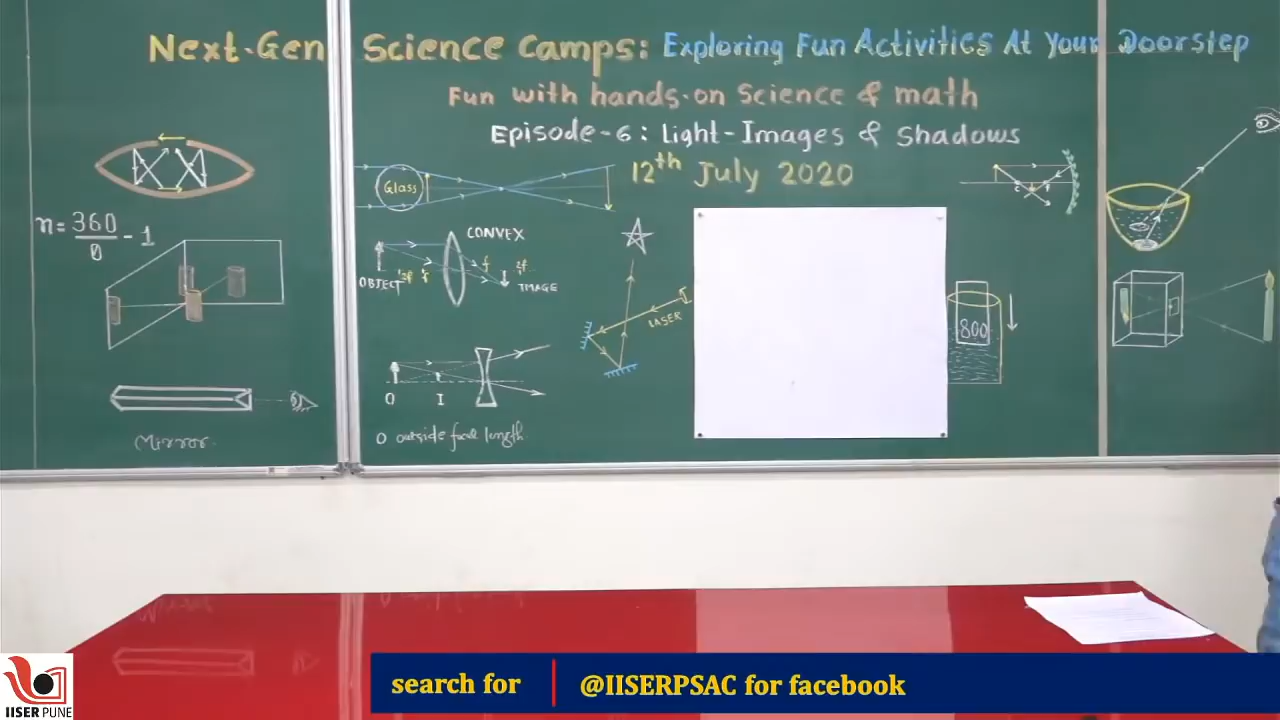 Next-Gen Science Camps: Exploring Fun Activities At Your Doorstep
Fun with hands-on Science & math
Episode-6: Light-Images & Shadows
12th July 2020
n = 360/θ - 1
Mirror
Glass
CONVEX
OBJECT 2f f f 2f IMAGE
O I
O outside focal length
LASER
C F
800
search for @IISERPSAC for facebook
IISER PUNE